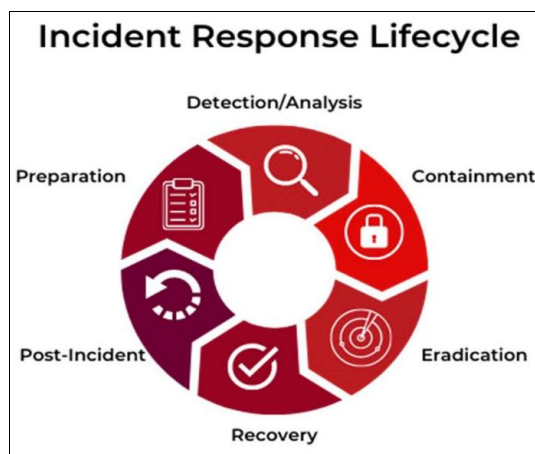 Incident Response Lifecycle
Detection/Analysis
Preparation
Containment
Post-Incident
Eradication
Recovery